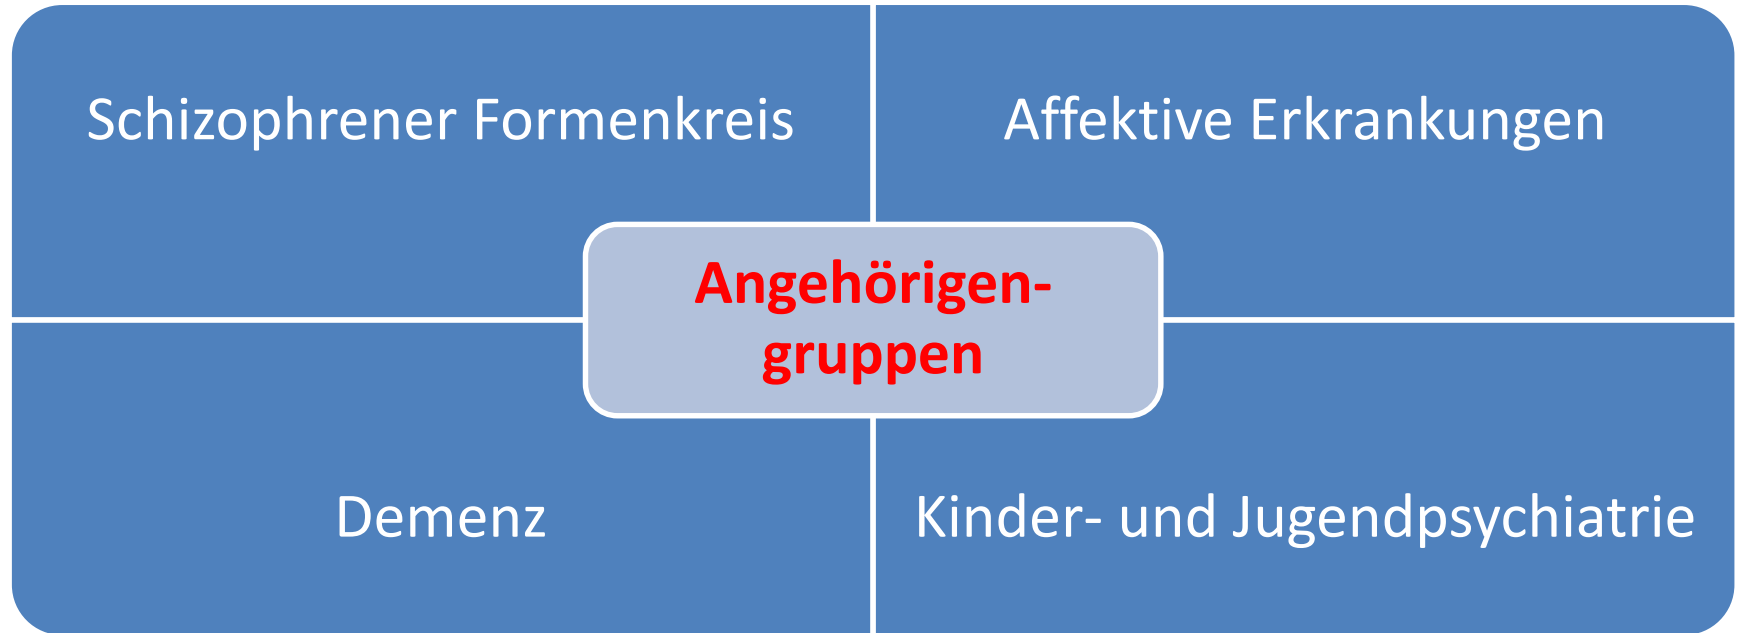 Schizophrener Formenkreis
Affektive Erkrankungen
Angehörigen-
gruppen
Demenz
Kinder- und Jugendpsychiatrie